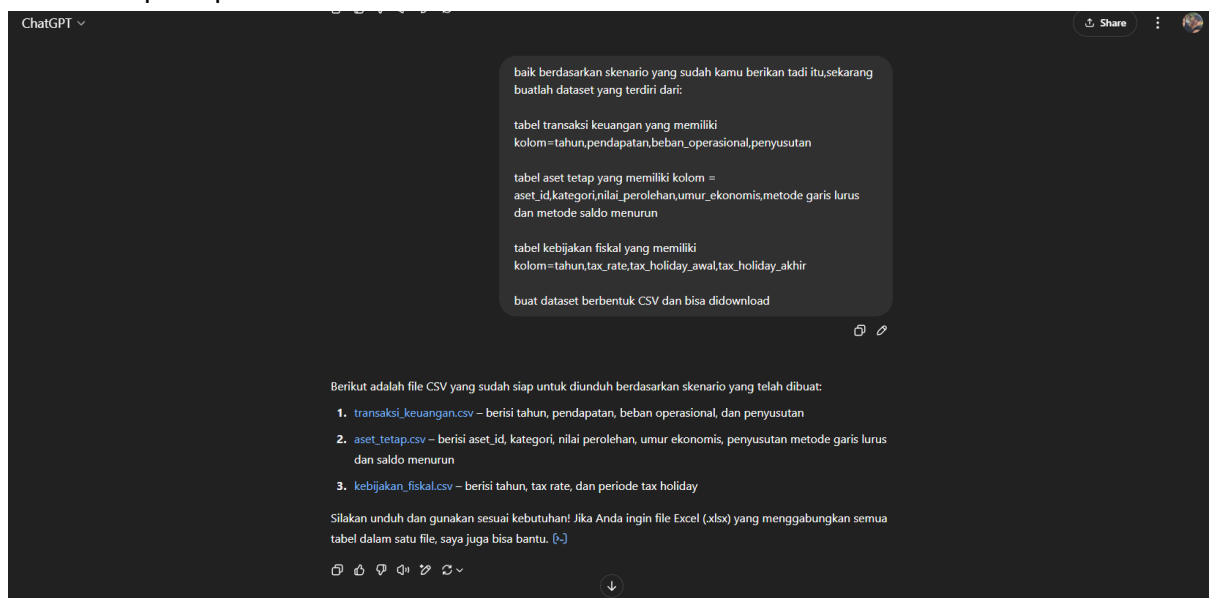 ChatGPT
Share
baik berdasarkan skenario yang sudah kamu berikan tadi itu,sekarang
buatlah dataset yang terdiri dari:
tabel transaksi keuangan yang memiliki
kolom=tahun,pendapatan,beban_operasional,penyusutan
tabel aset tetap yang memiliki kolom =
aset_id,kategori,nilai_perolehan,umur_ekonomis,metode garis lurus
dan metode saldo menurun
tabel kebijakan fiskal yang memiliki
kolom=tahun,tax_rate,tax_holiday_awal,tax_holiday_akhir
buat dataset berbentuk CSV dan bisa didownload
Berikut adalah file CSV yang sudah siap untuk diunduh berdasarkan skenario yang telah dibuat:
1. transaksi_keuangan.csv – berisi tahun, pendapatan, beban operasional, dan penyusutan
2. aset_tetap.csv – berisi aset_id, kategori, nilai perolehan, umur ekonomis, penyusutan metode garis lurus
dan saldo menurun
3. kebijakan_fiskal.csv – berisi tahun, tax rate, dan periode tax holiday
Silakan unduh dan gunakan sesuai kebutuhan! Jika Anda ingin file Excel (.xlsx) yang menggabungkan semua
tabel dalam satu file, saya juga bisa bantu.